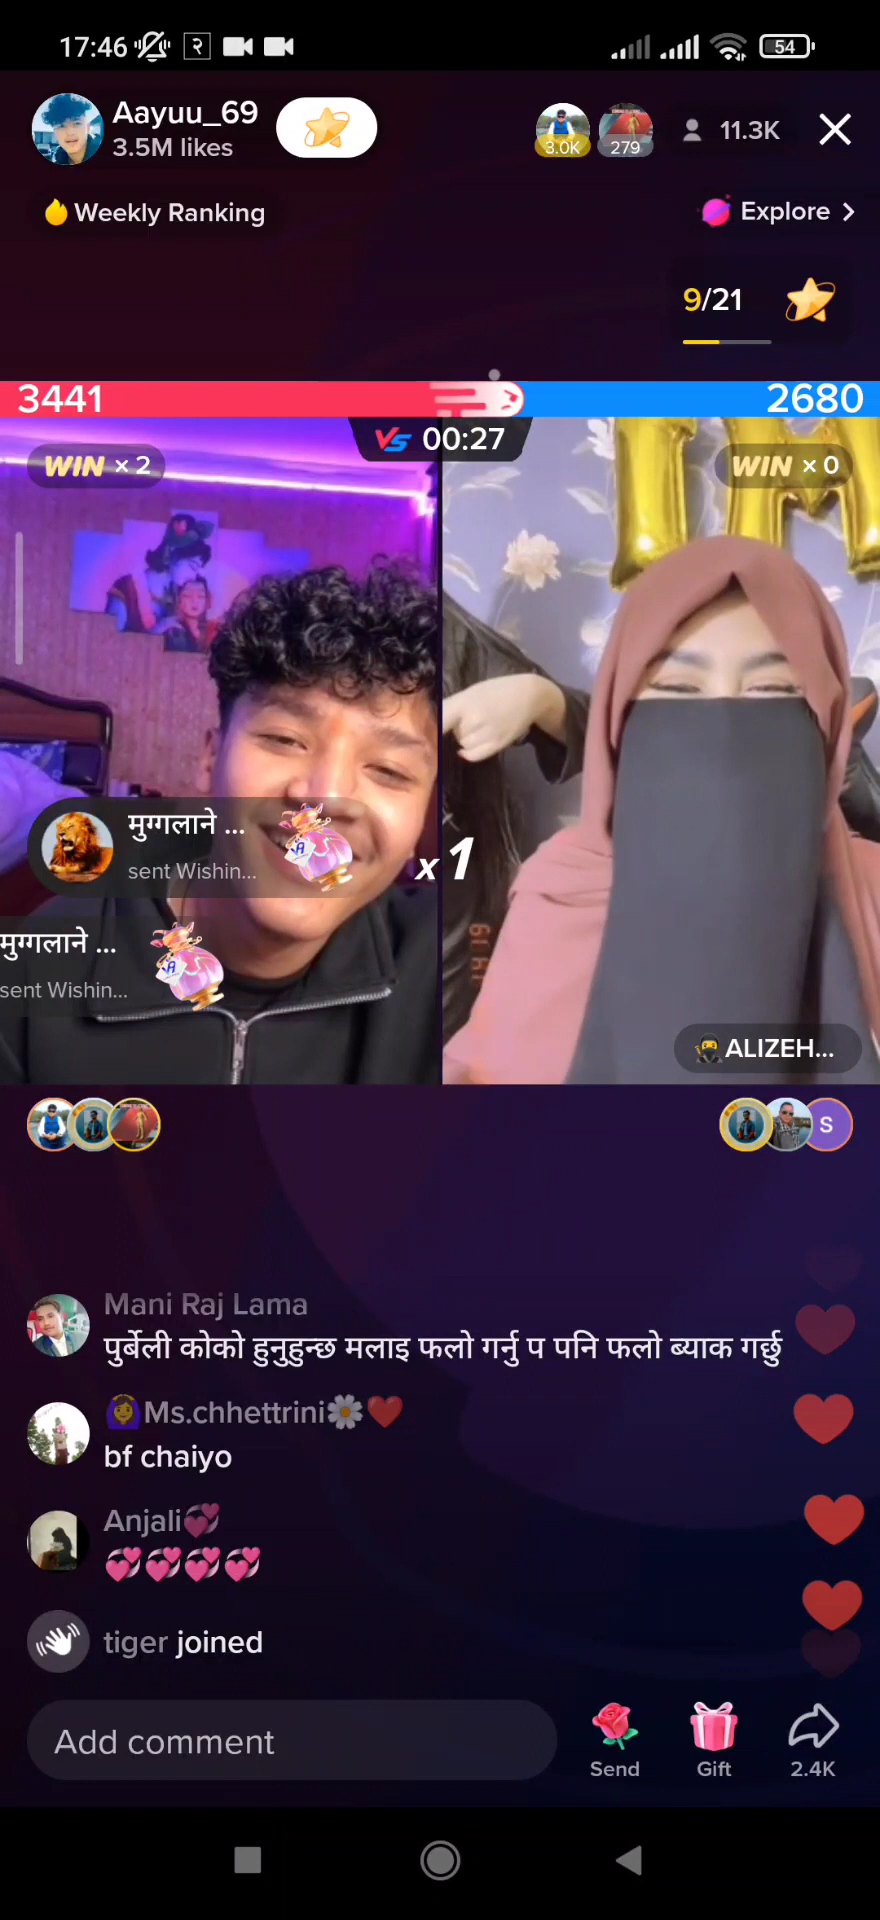 17:46
२
54
Aayuu_69
3.5M likes
3.0K
279
11.3K
Weekly Ranking
Explore
9/21
3441
2680
VS 00:27
WIN × 2
WIN × 0
मुग्गलाने ...
sent Wishin...
x 1
मुग्गलाने ...
sent Wishin...
ALIZEH...
S
Mani Raj Lama
पुर्बेली कोको हुनुहुन्छ मलाइ फलो गर्नु प पनि फलो ब्याक गर्छु
Ms.chhettrini
bf chaiyo
Anjali
tiger joined
Add comment
Send
Gift
2.4K